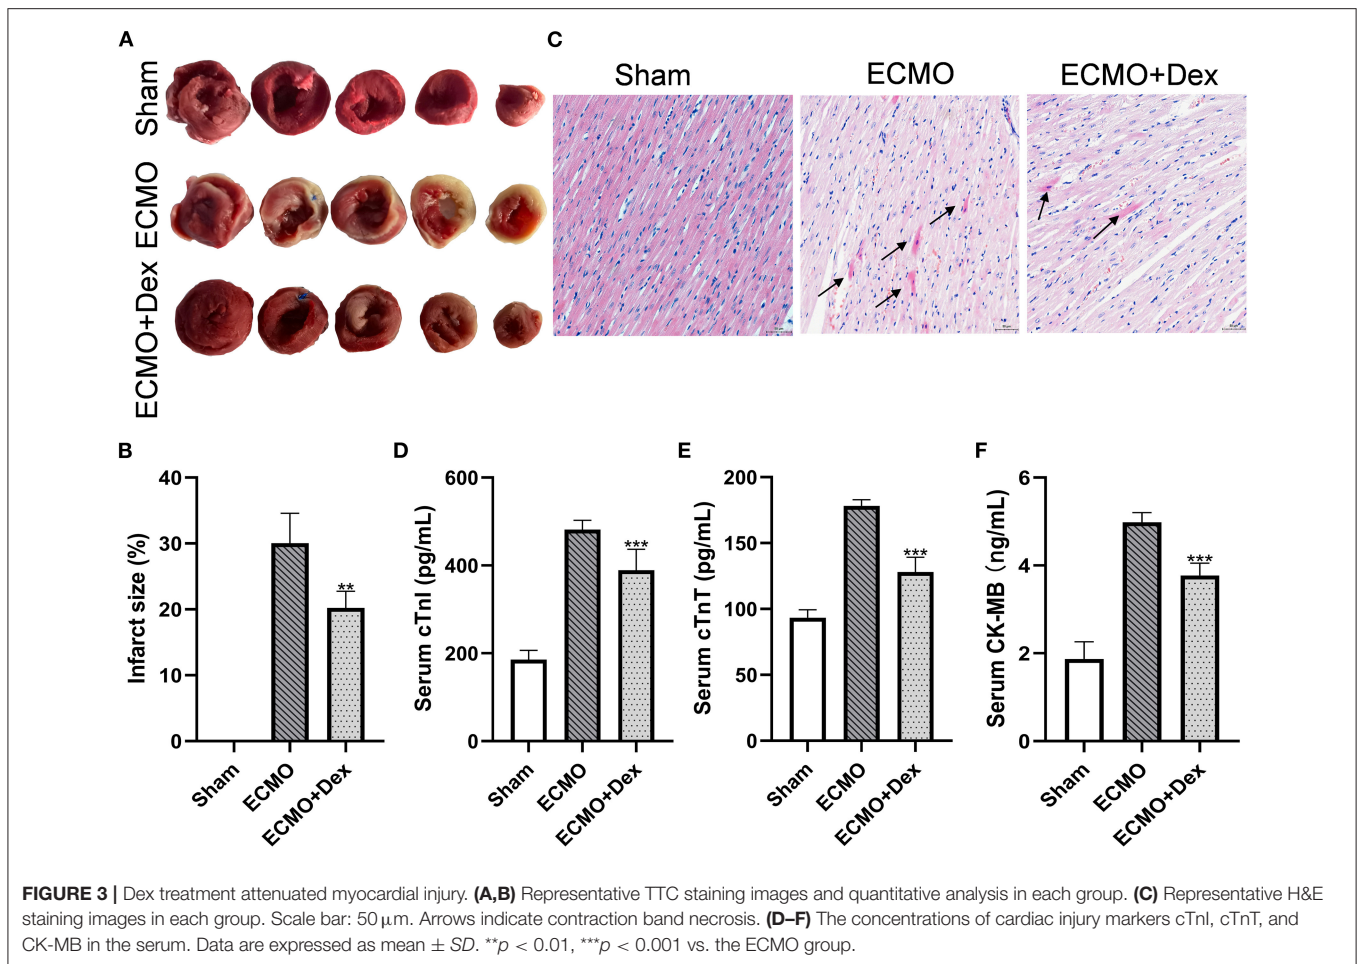 A
Sham
ECMO
ECMO+Dex
C
Sham
ECMO
ECMO+Dex
B
Infarct size (%)
40
30
20
10
0
Sham
ECMO
ECMO+Dex
**
D
Serum cTnI (pg/mL)
600
400
200
0
Sham
ECMO
ECMO+Dex
***
E
Serum cTnT (pg/mL)
200
150
100
50
0
Sham
ECMO
ECMO+Dex
***
F
Serum CK-MB (ng/mL)
6
4
2
0
Sham
ECMO
ECMO+Dex
***
FIGURE 3 | Dex treatment attenuated myocardial injury. (A,B) Representative TTC staining images and quantitative analysis in each group. (C) Representative H&E
staining images in each group. Scale bar: 50 μm. Arrows indicate contraction band necrosis. (D–F) The concentrations of cardiac injury markers cTnI, cTnT, and
CK-MB in the serum. Data are expressed as mean ± SD. **p < 0.01, ***p < 0.001 vs. the ECMO group.